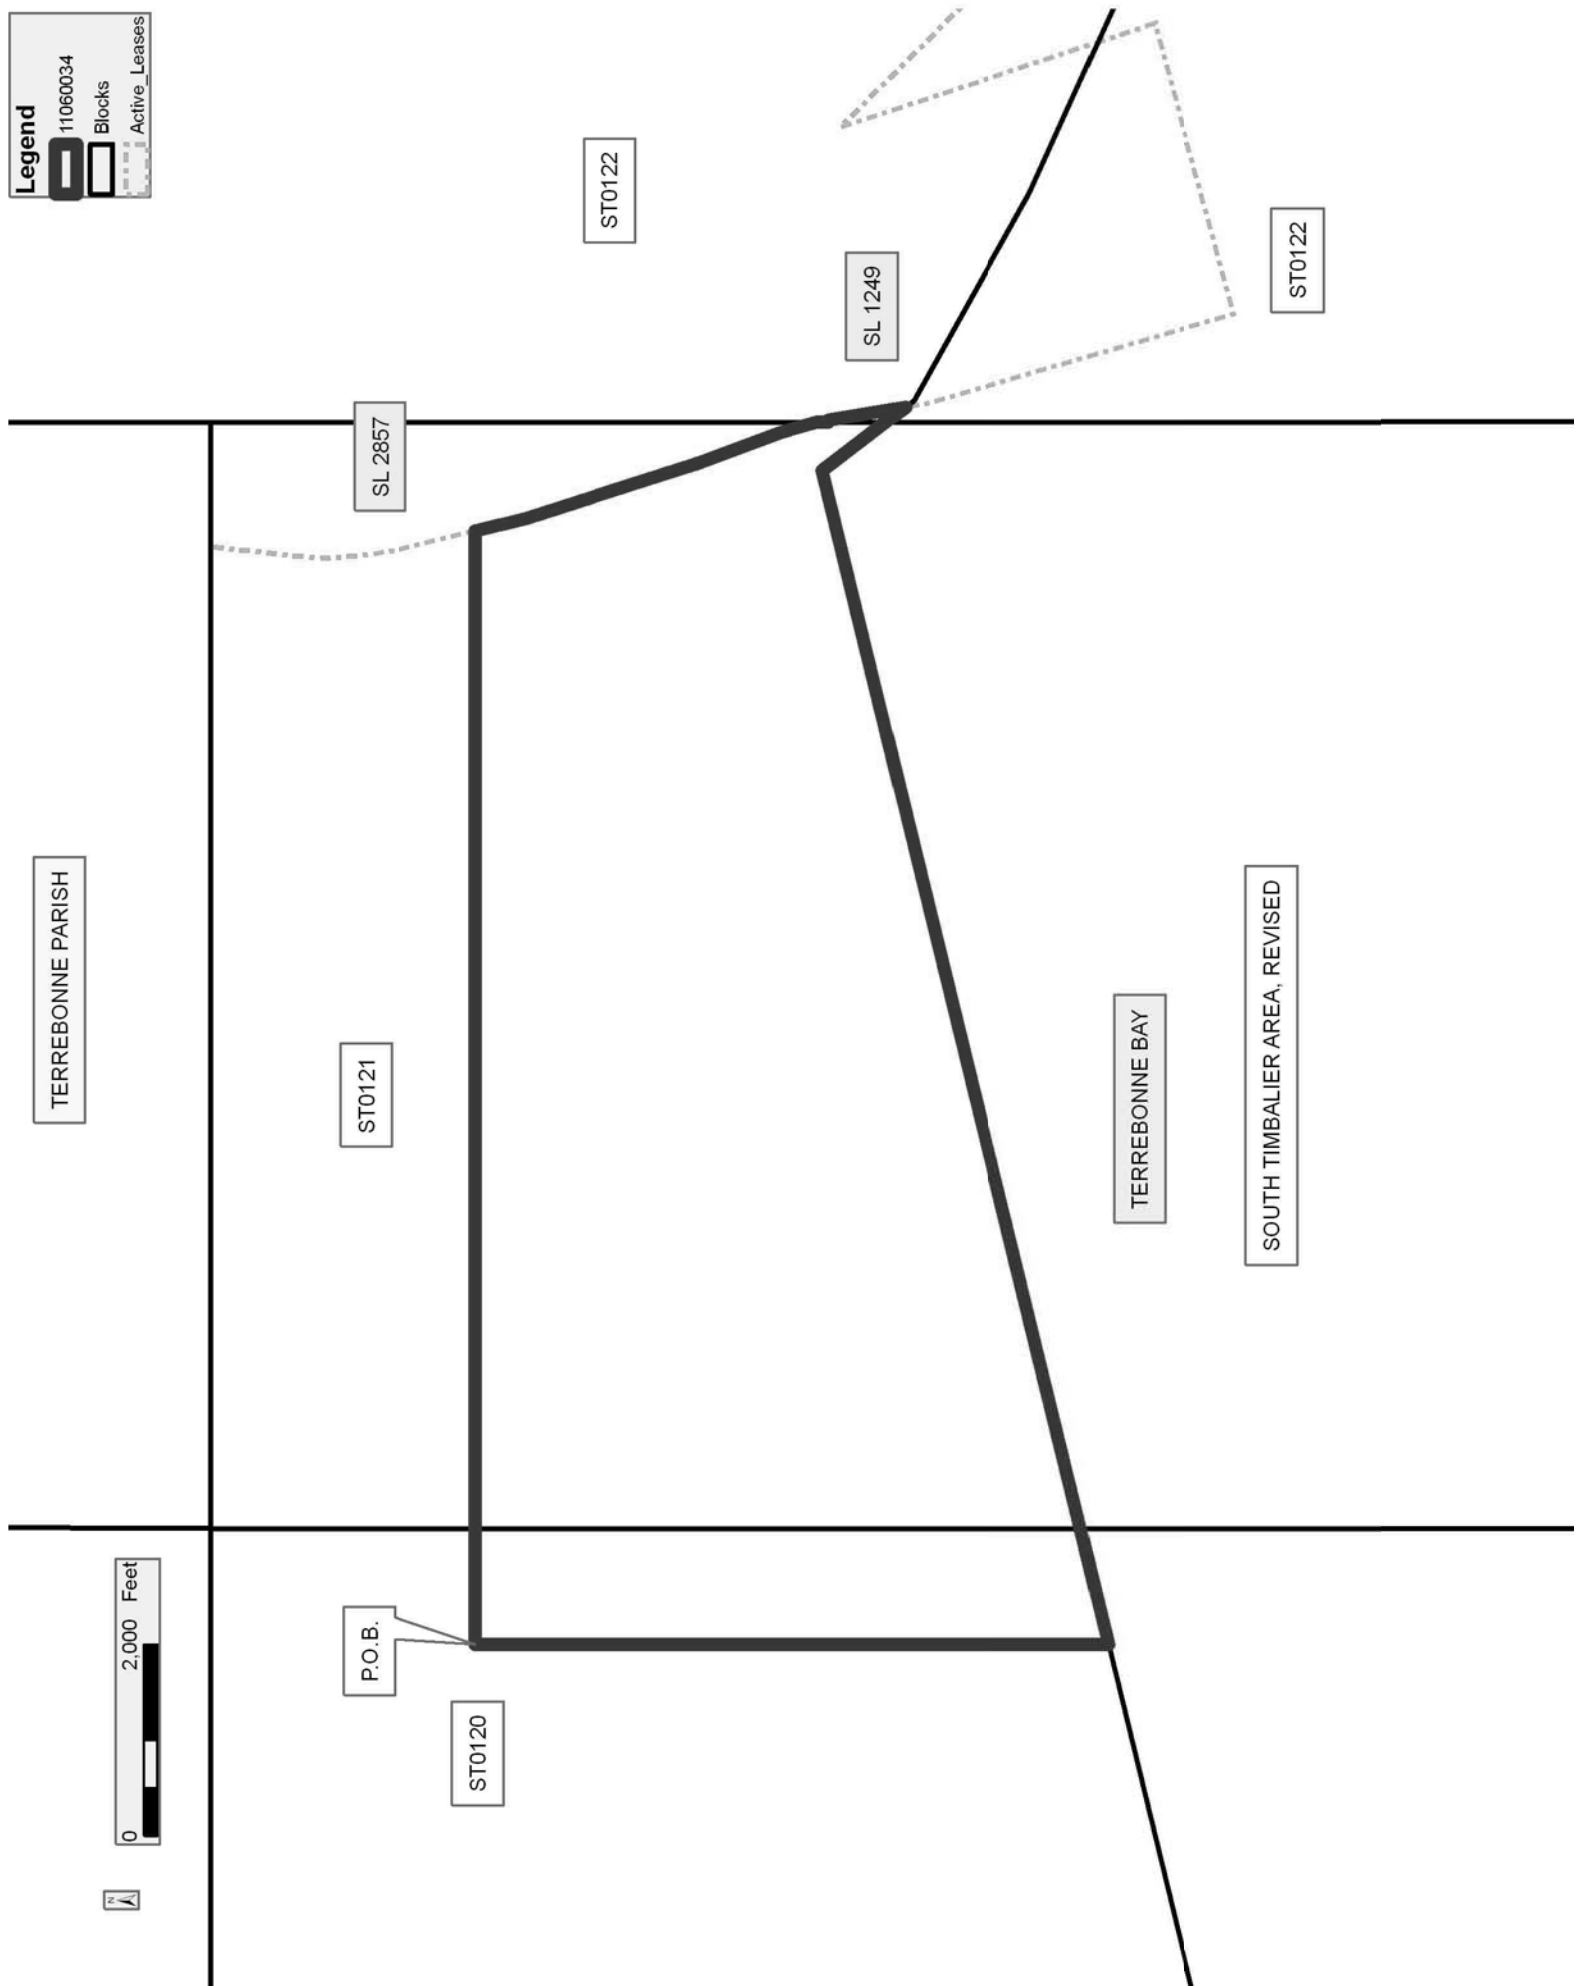 N
0
2,000
Feet
TERREBONNE PARISH
Legend
11060034
Blocks
Active_Leases
P.O.B.
ST0121
SL 2857
ST0120
ST0122
SL 1249
TERREBONNE BAY
ST0122
SOUTH TIMBALIER AREA, REVISED